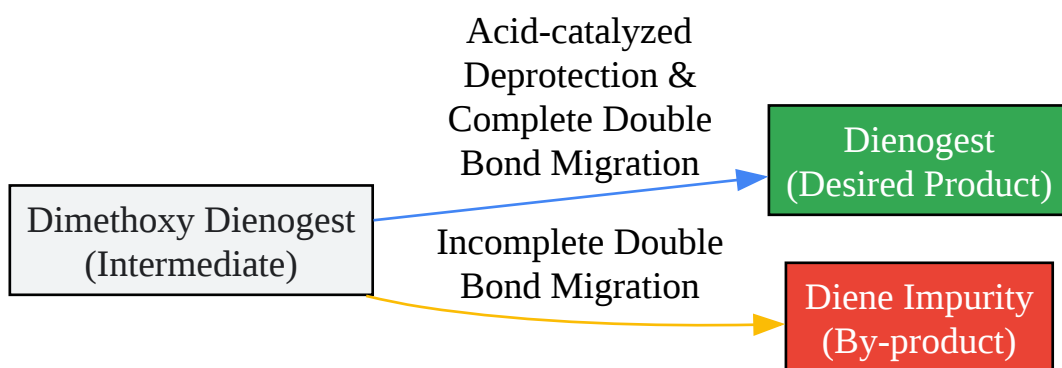 Acid-catalyzed
Deprotection &
Complete Double
Bond Migration
Dienogest
(Desired Product)
Dimethoxy Dienogest
(Intermediate)
Incomplete Double
Bond Migration
Diene Impurity
(By-product)